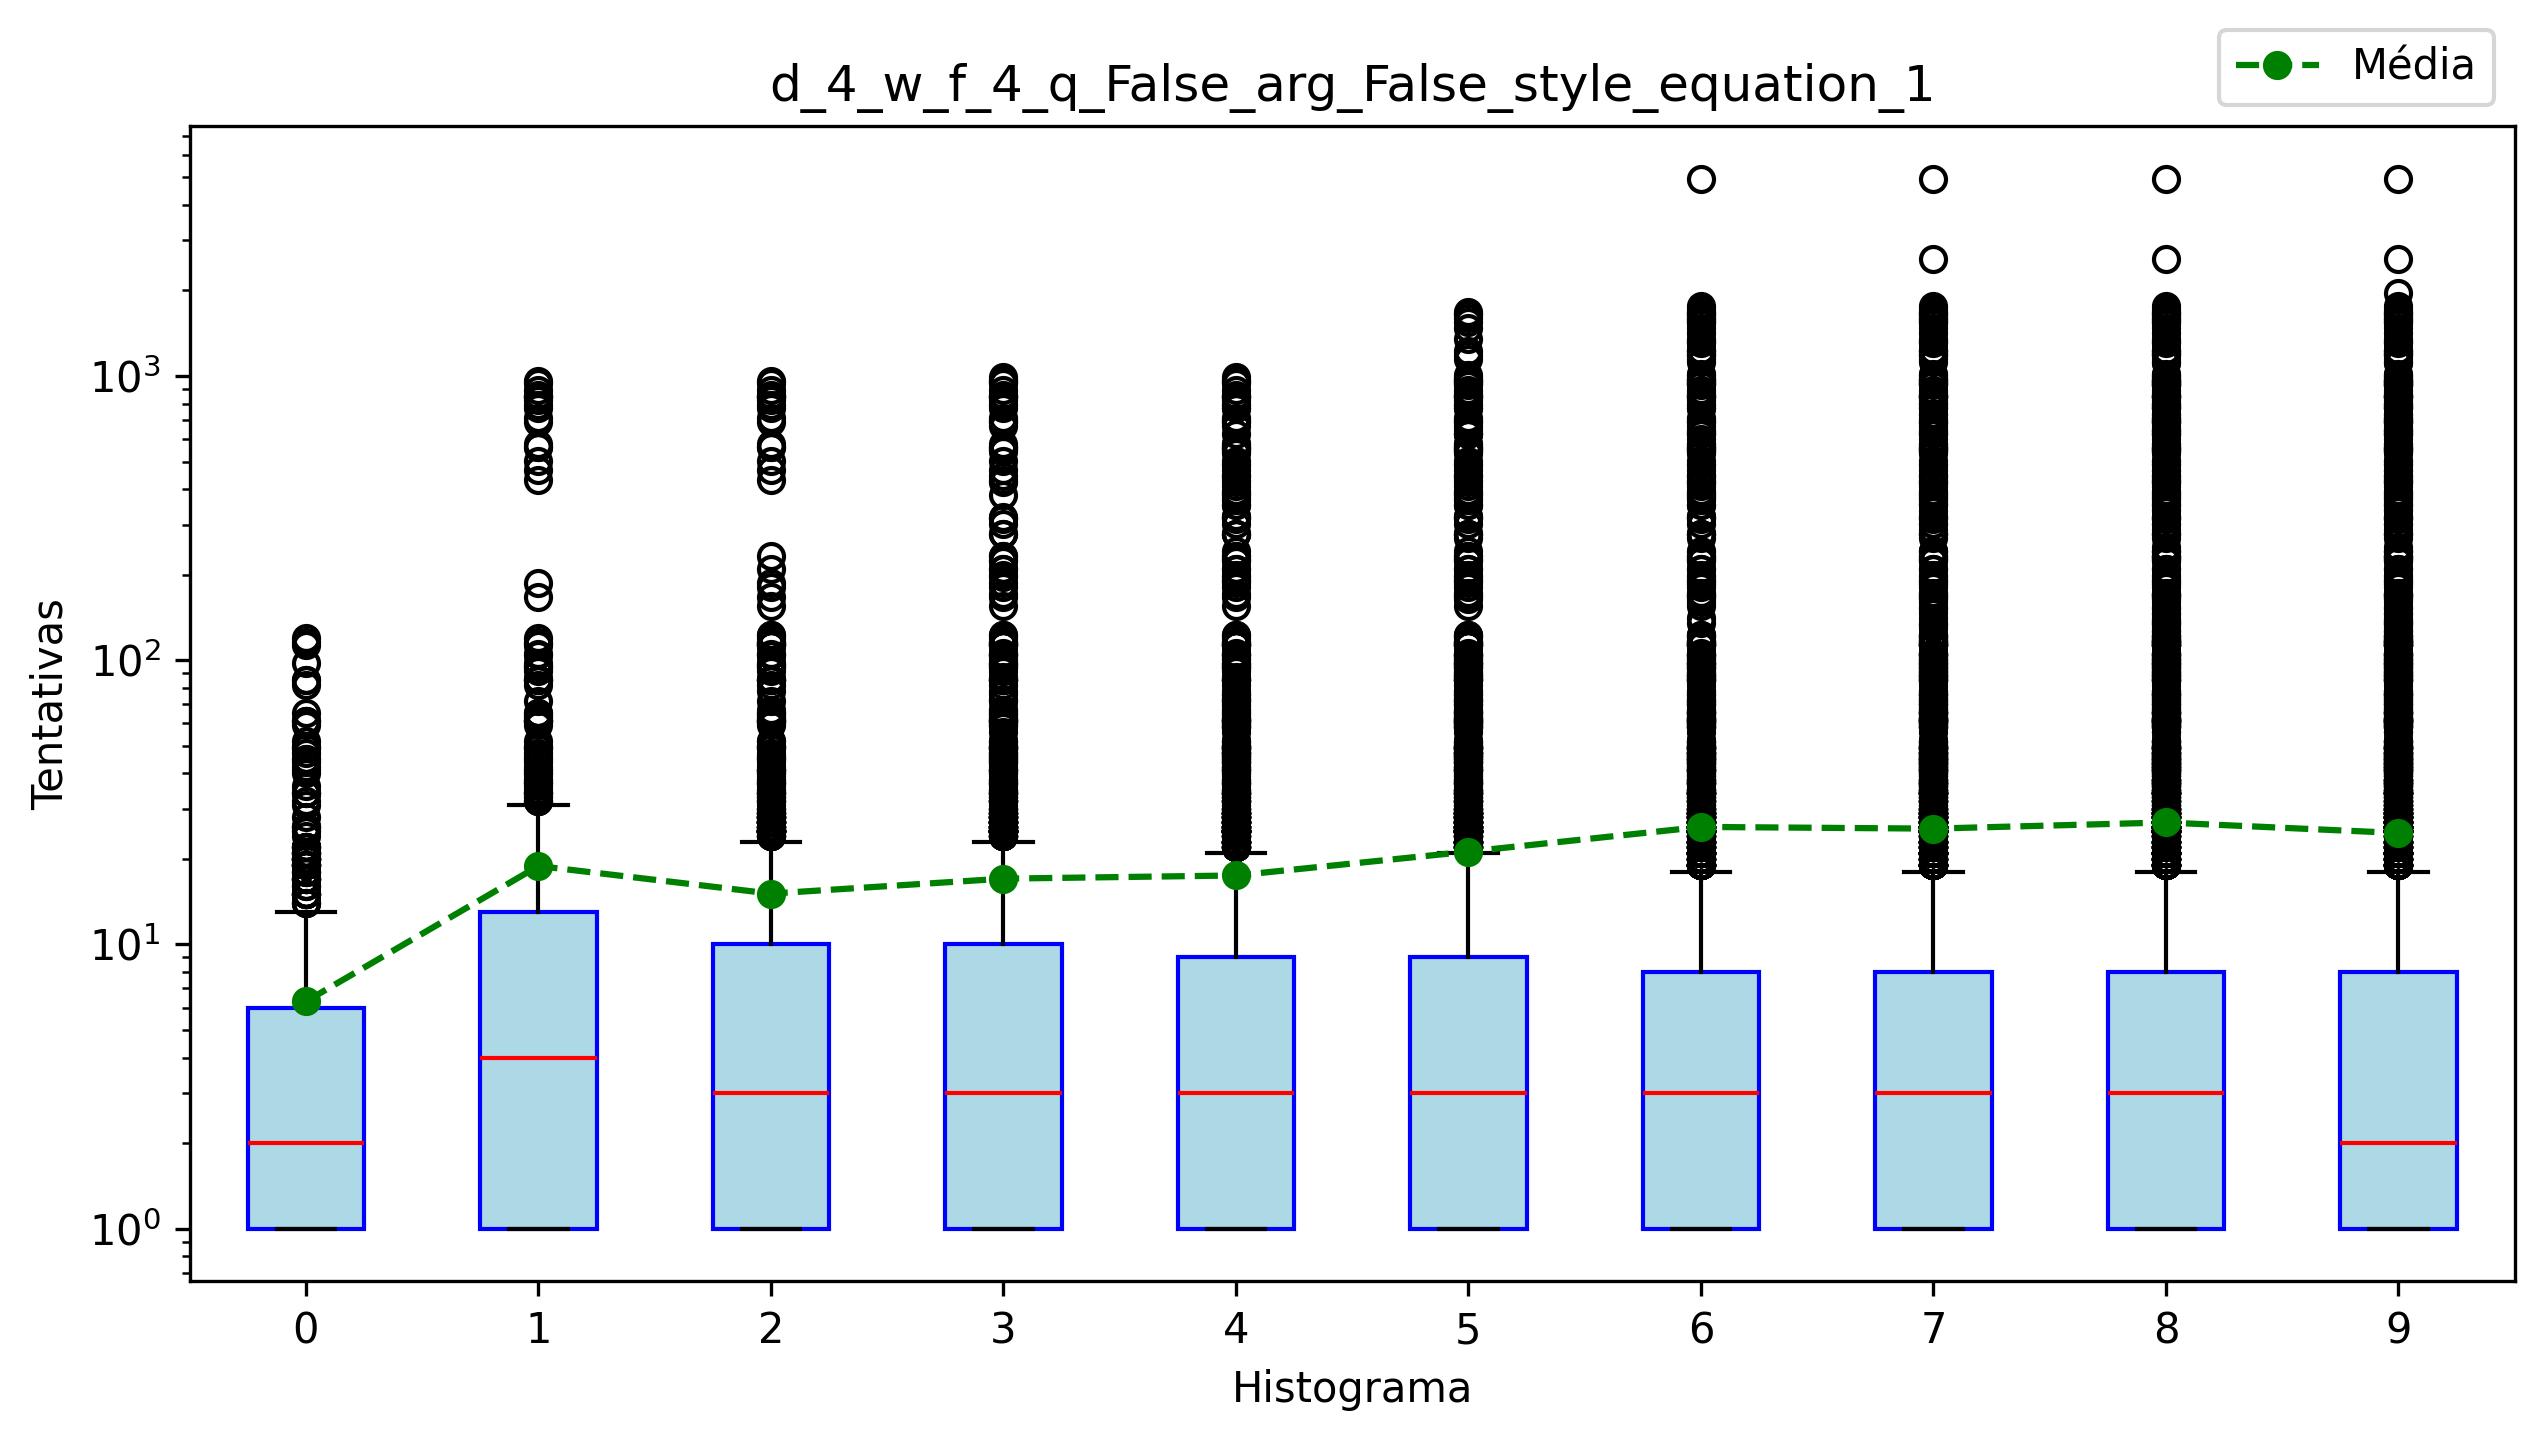 Média
d_4_w_f_4_q_False_arg_False_style_equation_1
Tentativas
10³
10²
10¹
10⁰
0 1 2 3 4 5 6 7 8 9
Histograma